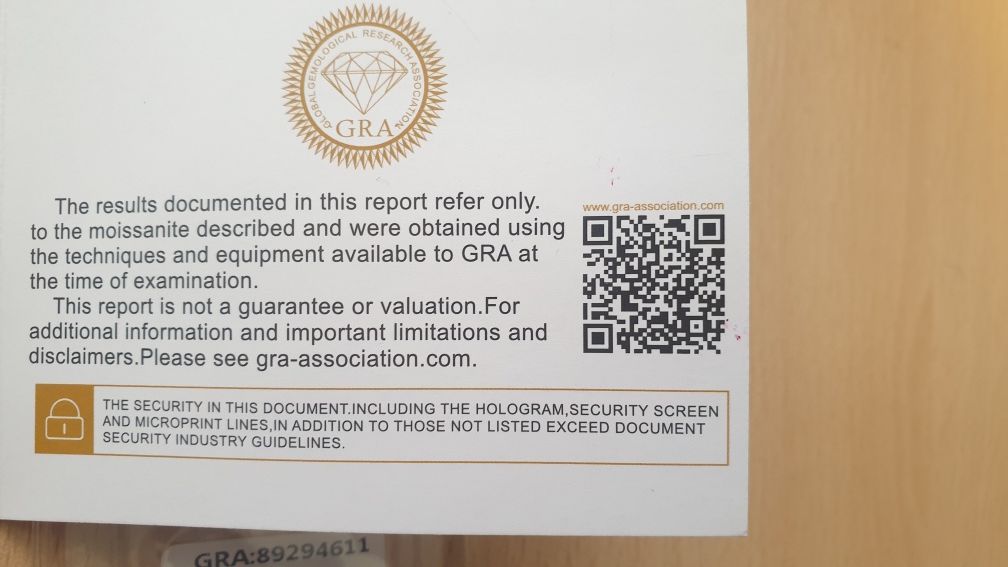 GLOBAL GEMOLOGICAL RESEARCH ASSOCIATION
GRA
The results documented in this report refer only.
to the moissanite described and were obtained using
the techniques and equipment available to GRA at
the time of examination.
This report is not a guarantee or valuation.For
additional information and important limitations and
disclaimers.Please see gra-association.com.
www.gra-association.com
THE SECURITY IN THIS DOCUMENT.INCLUDING THE HOLOGRAM,SECURITY SCREEN
AND MICROPRINT LINES,IN ADDITION TO THOSE NOT LISTED EXCEED DOCUMENT
SECURITY INDUSTRY GUIDELINES.
GRA:89294611